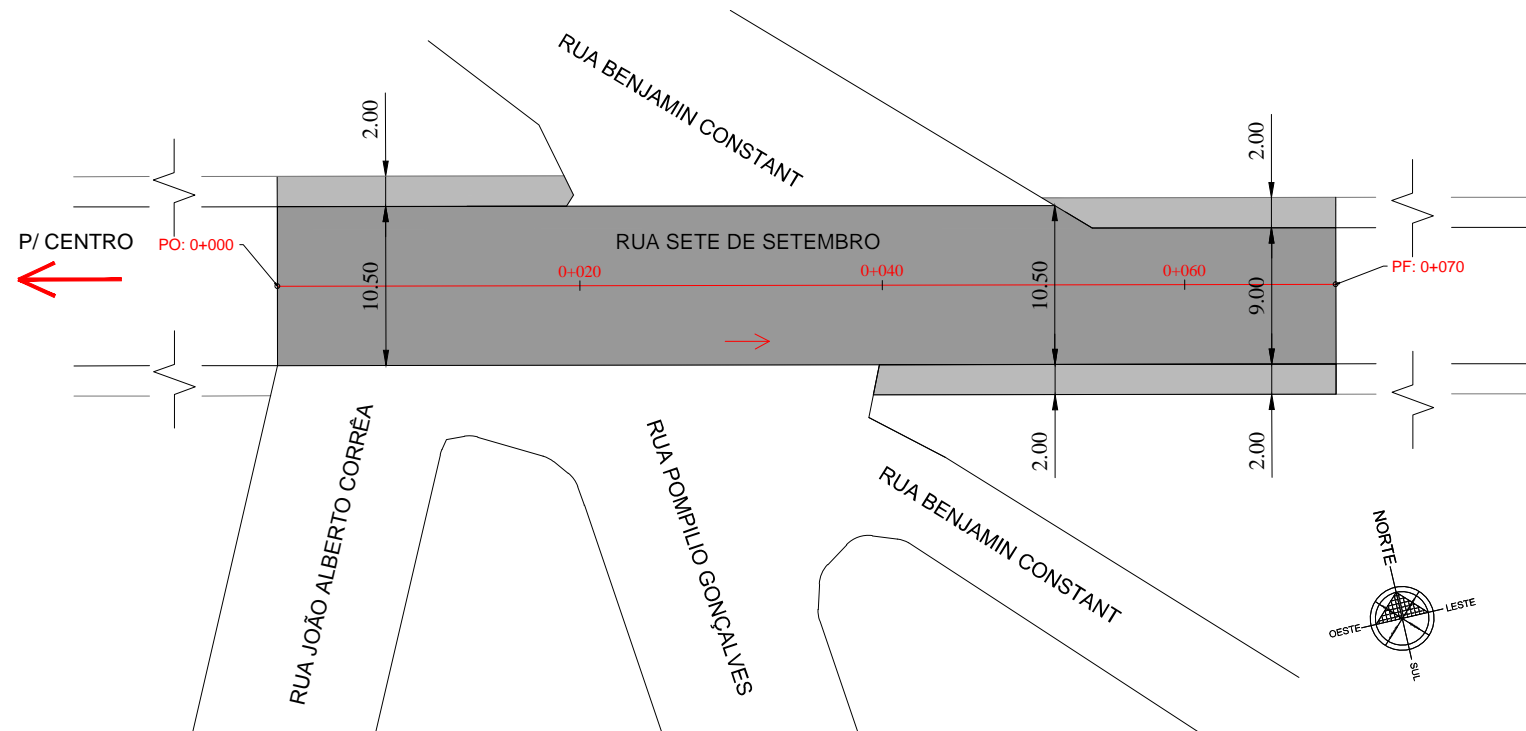 RUA BENJAMIN CONSTANT
2.00
2.00
P/ CENTRO
PO: 0+000
RUA SETE DE SETEMBRO
0+020
0+040
0+060
PF: 0+070
10.50
10.50
9.00
2.00
2.00
RUA JOÃO ALBERTO CORRÊA
RUA POMPILIO GONÇALVES
RUA BENJAMIN CONSTANT
NORTE
LESTE
OESTE
SUL